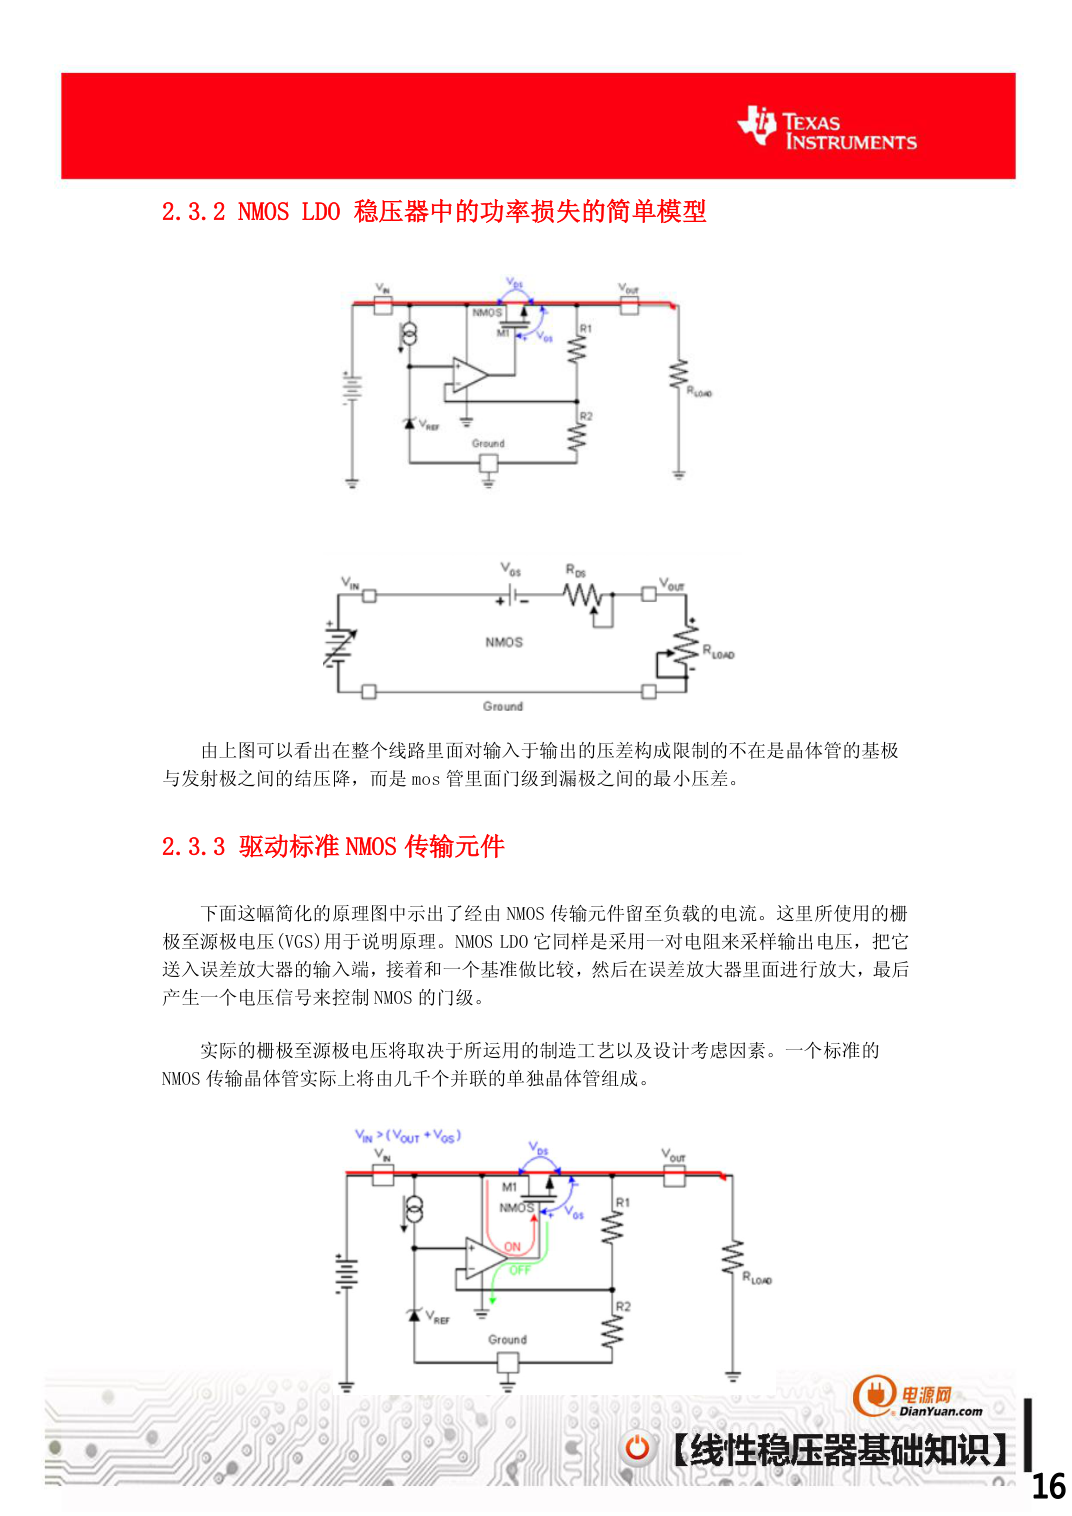 TEXAS
INSTRUMENTS
2.3.2 NMOS LDO 稳压器中的功率损失的简单模型
VDS
VIN
VOUT
NMOS
M1
+
-
VGS
R1
+
-
+
-
RLOAD
VREF
R2
Ground
VGS
RDS
VIN
VOUT
+
-
+
+
NMOS
RLOAD
-
-
Ground
由上图可以看出在整个线路里面对输入于输出的压差构成限制的不在是晶体管的基极
与发射极之间的结压降，而是 mos 管里面门级到漏极之间的最小压差。
2.3.3 驱动标准 NMOS 传输元件
下面这幅简化的原理图中示出了经由 NMOS 传输元件留至负载的电流。这里所使用的栅
极至源极电压(VGS)用于说明原理。NMOS LDO 它同样是采用一对电阻来采样输出电压，把它
送入误差放大器的输入端，接着和一个基准做比较，然后在误差放大器里面进行放大，最后
产生一个电压信号来控制 NMOS 的门级。
实际的栅极至源极电压将取决于所运用的制造工艺以及设计考虑因素。一个标准的
NMOS 传输晶体管实际上将由几千个并联的单独晶体管组成。
VIN > ( VOUT + VGS )
VDS
VIN
VOUT
M1
NMOS
+
-
VGS
R1
ON
OFF
+
-
+
-
RLOAD
VREF
R2
Ground
电源网
® DianYuan.com
【线性稳压器基础知识】
16